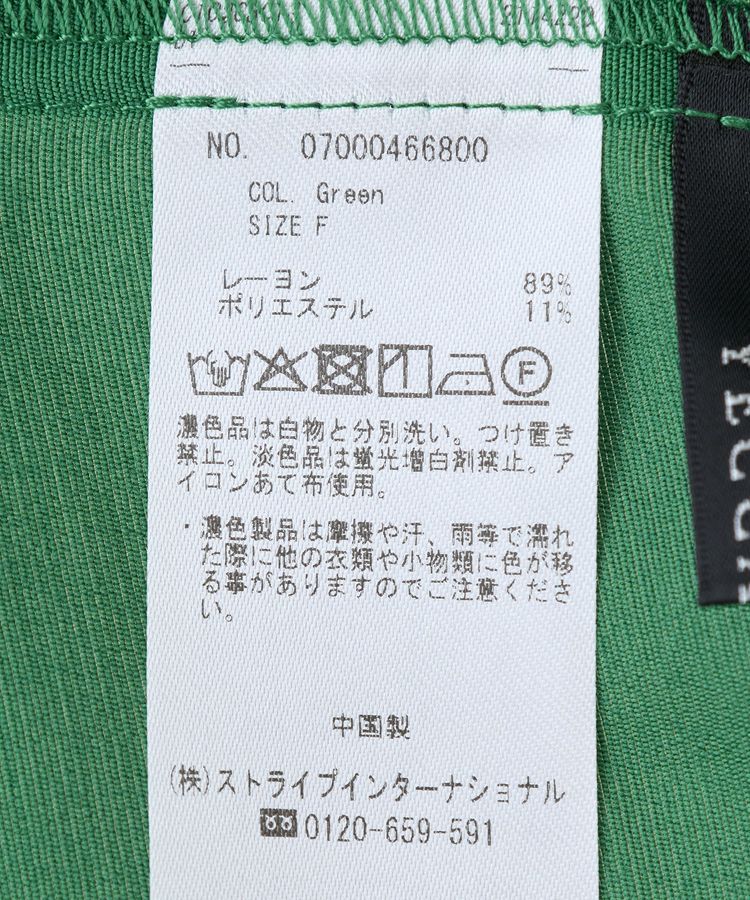 NO. 07000466800
COL. Green
SIZE F
レーヨン 89%
ポリエステル 11%
F
濃色品は白物と分別洗い。つけ置き
禁止。淡色品は蛍光増白剤禁止。ア
イロンあて布使用。
・濃色製品は摩擦や汗、雨等で濡れ
た際に他の衣類や小物類に色が移
る事がありますのでご注意くださ
い。
中国製
(株)ストライプインターナショナル
0120-659-591